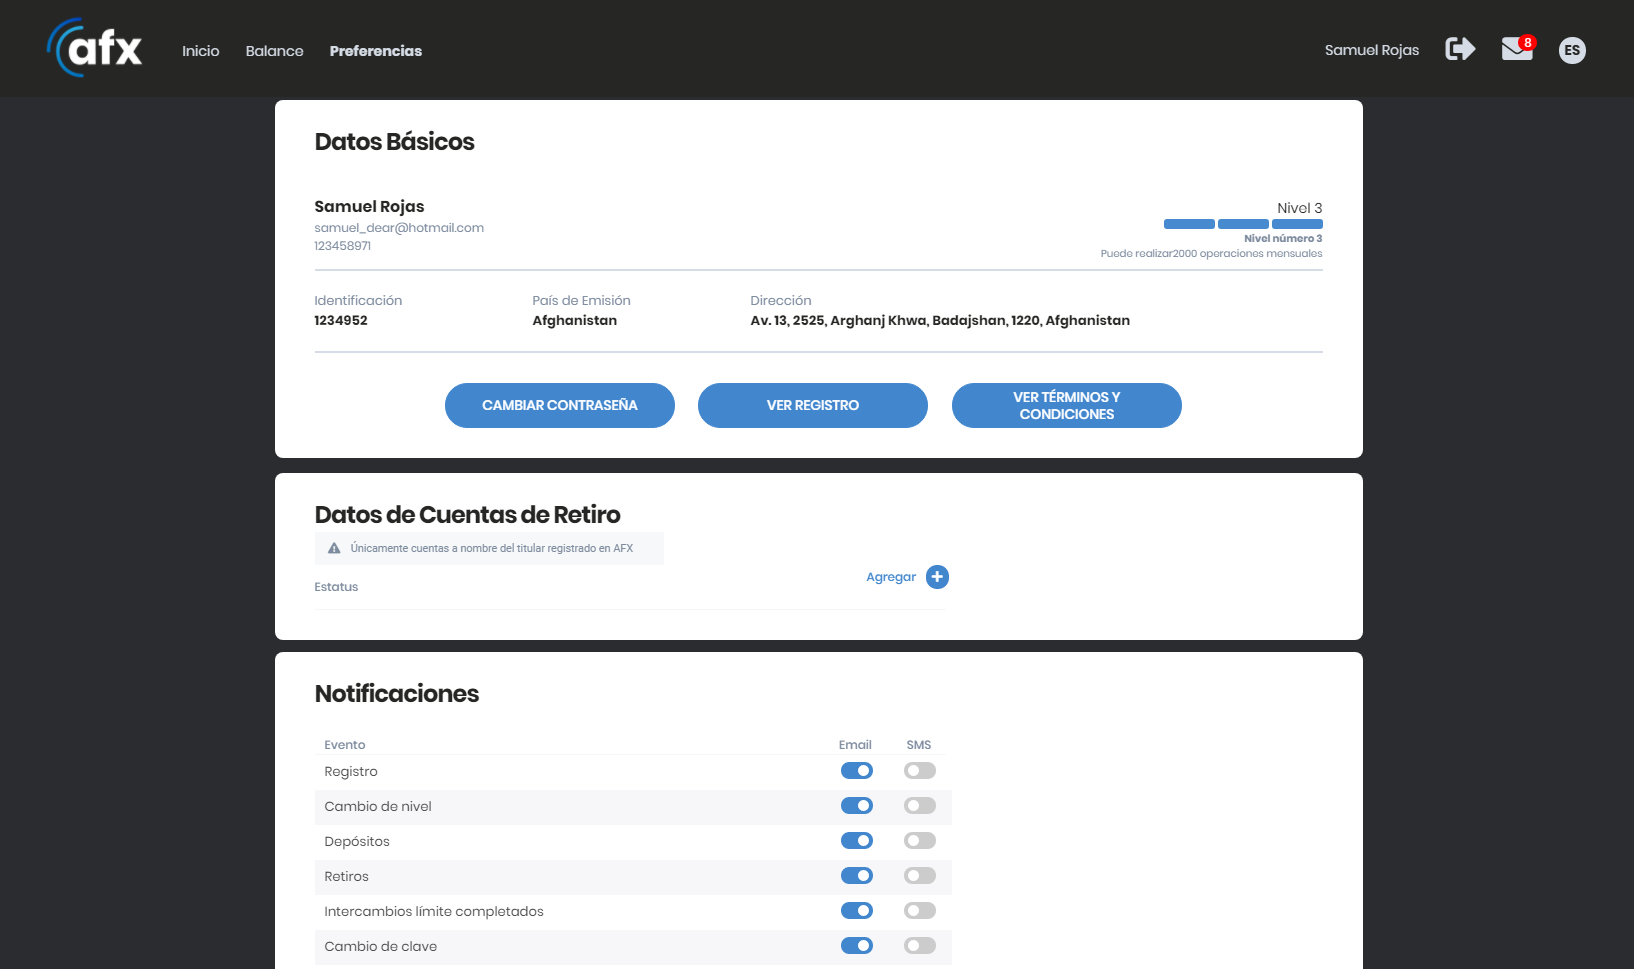 afx
Inicio Balance Preferencias
Samuel Rojas 8 ES
Datos Básicos
Samuel Rojas
samuel_dear@hotmail.com
123458971
Nivel 3
Nivel número 3
Puede realizar2000 operaciones mensuales
Identificación País de Emisión Dirección
1234952 Afghanistan Av. 13, 2525, Arghanj Khwa, Badajshan, 1220, Afghanistan
CAMBIAR CONTRASEÑA VER REGISTRO VER TÉRMINOS Y
CONDICIONES
Datos de Cuentas de Retiro
Únicamente cuentas a nombre del titular registrado en AFX
Agregar
Estatus
Notificaciones
Evento Email SMS
Registro
Cambio de nivel
Depósitos
Retiros
Intercambios límite completados
Cambio de clave